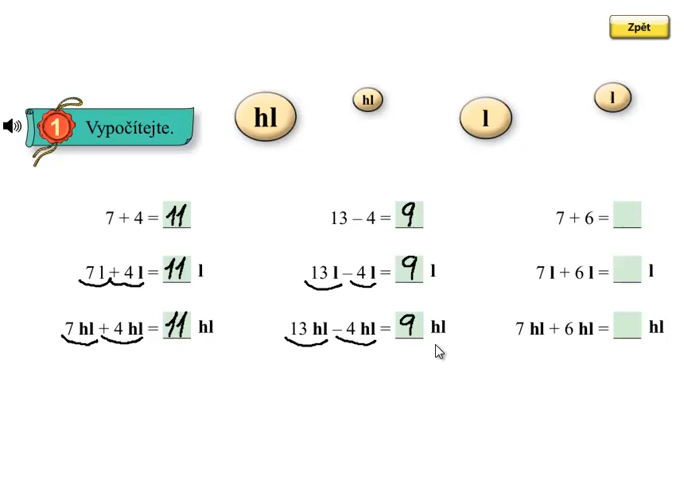 Zpět
1 Vypočítejte.
hl hl l l
7 + 4 = 11
13 – 4 = 9
7 + 6 =
7 l + 4 l = 11 l
13 l – 4 l = 9 l
7 l + 6 l = l
7 hl + 4 hl = 11 hl
13 hl – 4 hl = 9 hl
7 hl + 6 hl = hl